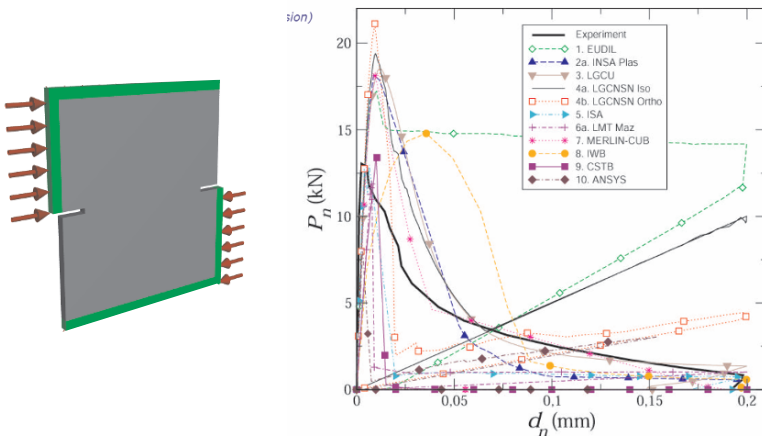 sion)
Experiment
1. EUDIL
2a. INSA Plas
3. LGCU
4a. LGCNSN Iso
4b. LGCNSN Ortho
5. ISA
6a. LMT Maz
7. MERLIN-CUB
8. IWB
9. CSTB
10. ANSYS
20
15
10
5
0
Pn (kN)
0
0,05
0,1
0,15
0,2
dn (mm)